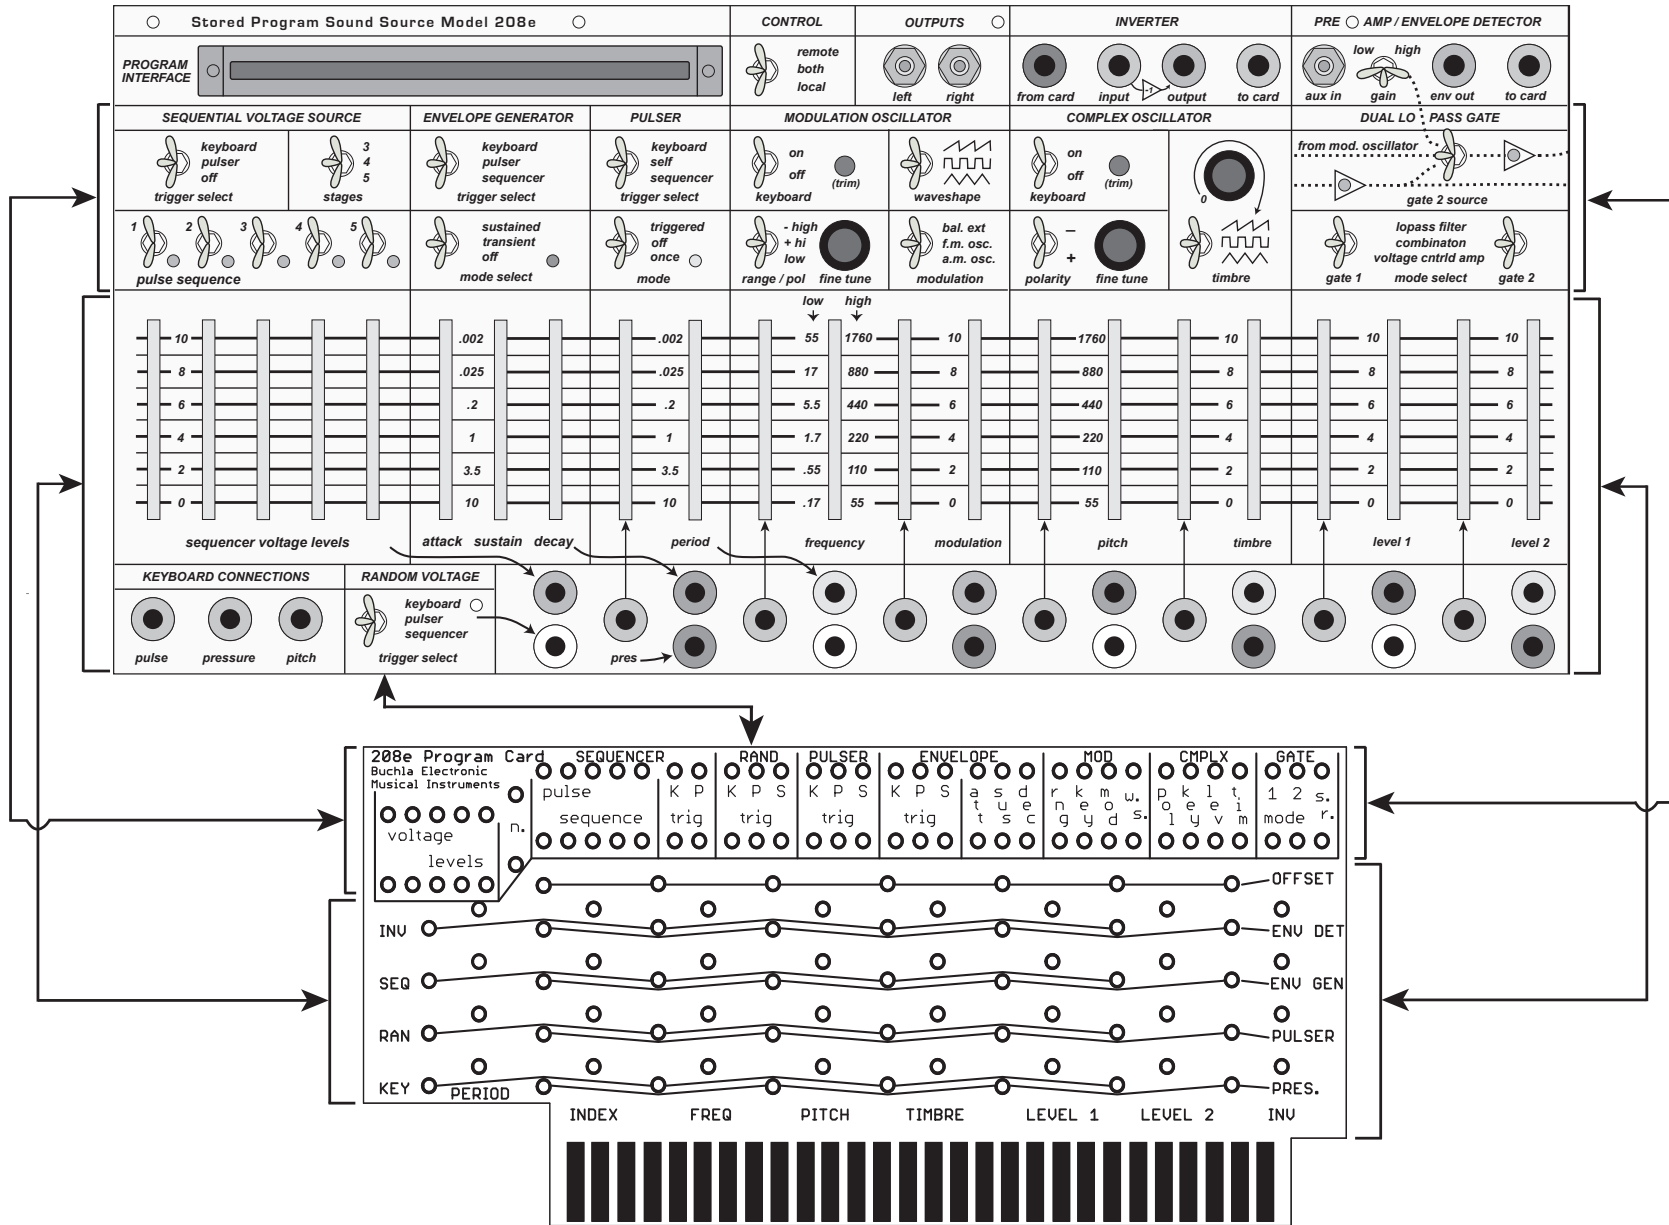 Stored Program Sound Source Model 208e
CONTROL
OUTPUTS
INVERTER
PRE AMP / ENVELOPE DETECTOR
PROGRAM
INTERFACE
remote
both
local
left right
from card input -1 output to card
low high
aux in gain env out to card
SEQUENTIAL VOLTAGE SOURCE
ENVELOPE GENERATOR
PULSER
MODULATION OSCILLATOR
COMPLEX OSCILLATOR
DUAL LO PASS GATE
keyboard
pulser
off
trigger select
3
4
5
stages
keyboard
pulser
sequencer
trigger select
keyboard
self
sequencer
trigger select
on
off
keyboard
(trim)
waveshape
on
off
keyboard
(trim)
0
from mod. oscillator
gate 2 source
1 2 3 4 5
pulse sequence
sustained
transient
off
mode select
triggered
off
once
mode
- high
+ hi
low
range / pol fine tune
bal. ext
f.m. osc.
a.m. osc.
modulation
–
+
polarity fine tune
timbre
lopass filter
combinaton
voltage cntrld amp
gate 1 mode select gate 2
low high
10 .002 .002 55 1760 10 1760 10 10 10
8 .025 .025 17 880 8 880 8 8 8
6 .2 .2 5.5 440 6 440 6 6 6
4 1 1 1.7 220 4 220 4 4 4
2 3.5 3.5 .55 110 2 110 2 2 2
0 10 10 .17 55 0 55 0 0 0
sequencer voltage levels attack sustain decay period frequency modulation pitch timbre level 1 level 2
KEYBOARD CONNECTIONS
RANDOM VOLTAGE
pulse pressure pitch
keyboard
pulser
sequencer
trigger select
pres
208e Program Card
Buchla Electronic
Musical Instruments
SEQUENCER RAND PULSER ENVELOPE MOD CMPLX GATE
voltage
levels
n.
pulse
sequence
K P
trig
K P S
trig
K P S
trig
K P S
trig
att sus dec
rng key mod w.s.
pol key lev tim
1 2 s.r.
mode
OFFSET
INV ENV DET
SEQ ENV GEN
RAN PULSER
KEY PRES.
PERIOD INDEX FREQ PITCH TIMBRE LEVEL 1 LEVEL 2 INV